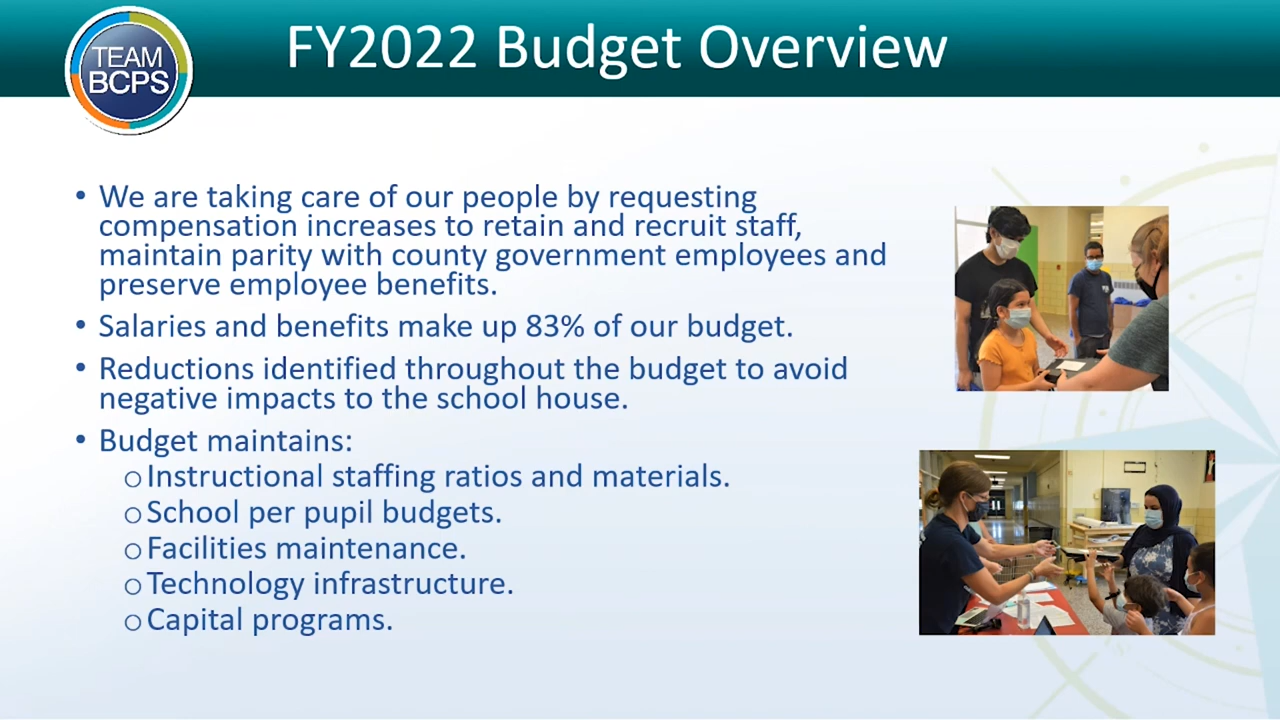 TEAM
BCPS
FY2022 Budget Overview
• We are taking care of our people by requesting
compensation increases to retain and recruit staff,
maintain parity with county government employees and
preserve employee benefits.
• Salaries and benefits make up 83% of our budget.
• Reductions identified throughout the budget to avoid
negative impacts to the school house.
• Budget maintains:
o Instructional staffing ratios and materials.
o School per pupil budgets.
o Facilities maintenance.
o Technology infrastructure.
o Capital programs.